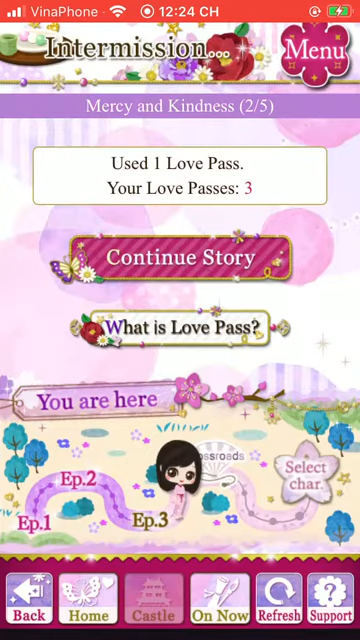 VinaPhone
12:24 CH
Intermission...
Menu
Mercy and Kindness (2/5)
Used 1 Love Pass.
Your Love Passes: 3
Continue Story
What is Love Pass?
You are here
Ep.1
Ep.2
Ep.3
ossroads
Select
char.
Back
Home
Castle
On Now
Refresh
Support